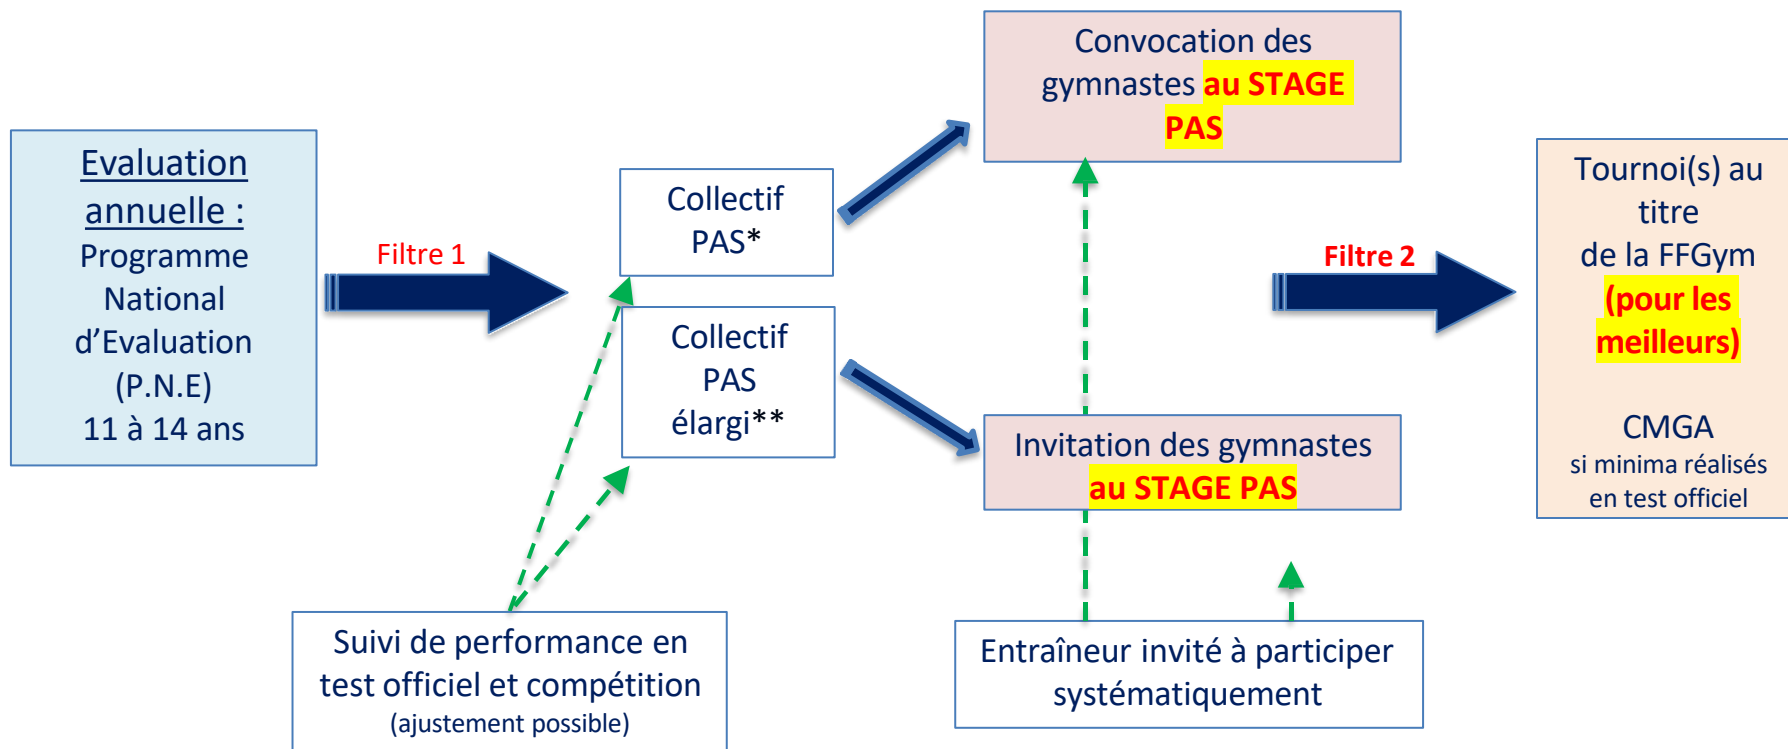 Evaluation
annuelle :
Programme
National
d’Evaluation
(P.N.E)
11 à 14 ans
Filtre 1
Collectif
PAS*
Collectif
PAS
élargi**
Convocation des
gymnastes au STAGE
PAS
Invitation des gymnastes
au STAGE PAS
Filtre 2
Tournoi(s) au
titre
de la FFGym
(pour les
meilleurs)
CMGA
si minima réalisés
en test officiel
Suivi de performance en
test officiel et compétition
(ajustement possible)
Entraîneur invité à participer
systématiquement